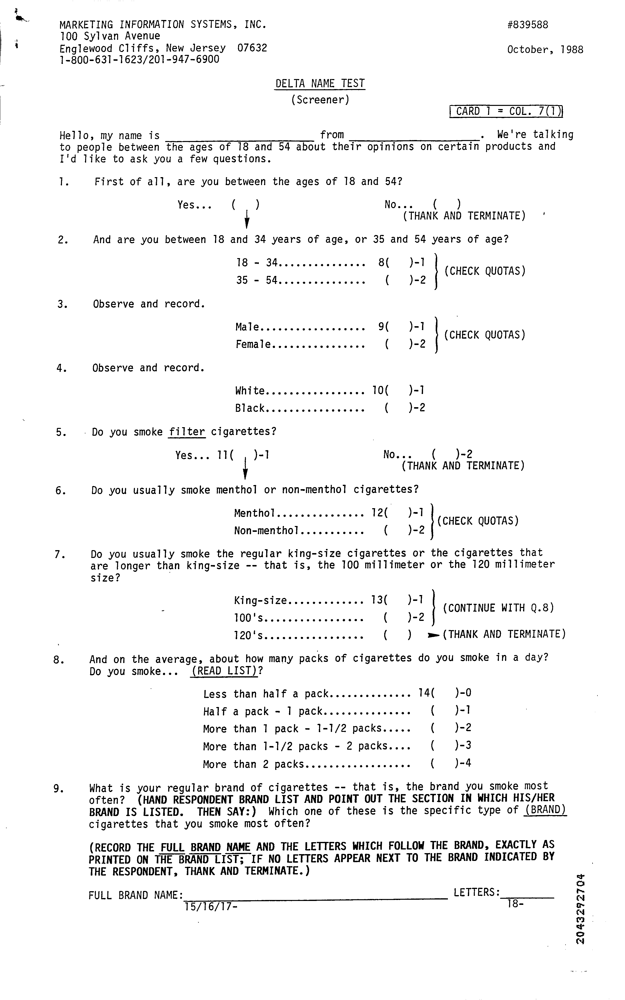 MARKETING INFORMATION SYSTEMS, INC. #839588
100 Sylvan Avenue
Englewood Cliffs, New Jersey 07632 October, 1988
1-800-631-1623/201-947-6900
DELTA NAME TEST
(Screener)
CARD 1 = COL. 7(1)
Hello, my name is ____________________ from ____________________. We're talking
to people between the ages of 18 and 54 about their opinions on certain products and
I'd like to ask you a few questions.
1. First of all, are you between the ages of 18 and 54?
Yes... ( ) No... ( )
(THANK AND TERMINATE)
2. And are you between 18 and 34 years of age, or 35 and 54 years of age?
18 - 34............... 8( )-1
(CHECK QUOTAS)
35 - 54............... ( )-2
3. Observe and record.
Male.................. 9( )-1
(CHECK QUOTAS)
Female................ ( )-2
4. Observe and record.
White................. 10( )-1
Black................. ( )-2
5. Do you smoke filter cigarettes?
Yes... 11( )-1 No... ( )-2
(THANK AND TERMINATE)
6. Do you usually smoke menthol or non-menthol cigarettes?
Menthol............... 12( )-1
(CHECK QUOTAS)
Non-menthol........... ( )-2
7. Do you usually smoke the regular king-size cigarettes or the cigarettes that
are longer than king-size -- that is, the 100 millimeter or the 120 millimeter
size?
King-size............. 13( )-1
(CONTINUE WITH Q.8)
100's................. ( )-2
120's................. ( ) (THANK AND TERMINATE)
8. And on the average, about how many packs of cigarettes do you smoke in a day?
Do you smoke... (READ LIST)?
Less than half a pack.............. 14( )-0
Half a pack - 1 pack............... ( )-1
More than 1 pack - 1-1/2 packs..... ( )-2
More than 1-1/2 packs - 2 packs.... ( )-3
More than 2 packs.................. ( )-4
9. What is your regular brand of cigarettes -- that is, the brand you smoke most
often? (HAND RESPONDENT BRAND LIST AND POINT OUT THE SECTION IN WHICH HIS/HER
BRAND IS LISTED. THEN SAY:) Which one of these is the specific type of (BRAND)
cigarettes that you smoke most often?
(RECORD THE FULL BRAND NAME AND THE LETTERS WHICH FOLLOW THE BRAND, EXACTLY AS
PRINTED ON THE BRAND LIST; IF NO LETTERS APPEAR NEXT TO THE BRAND INDICATED BY
THE RESPONDENT, THANK AND TERMINATE.)
FULL BRAND NAME: ____________________ LETTERS: ________
15/16/17- 18-
2043292704